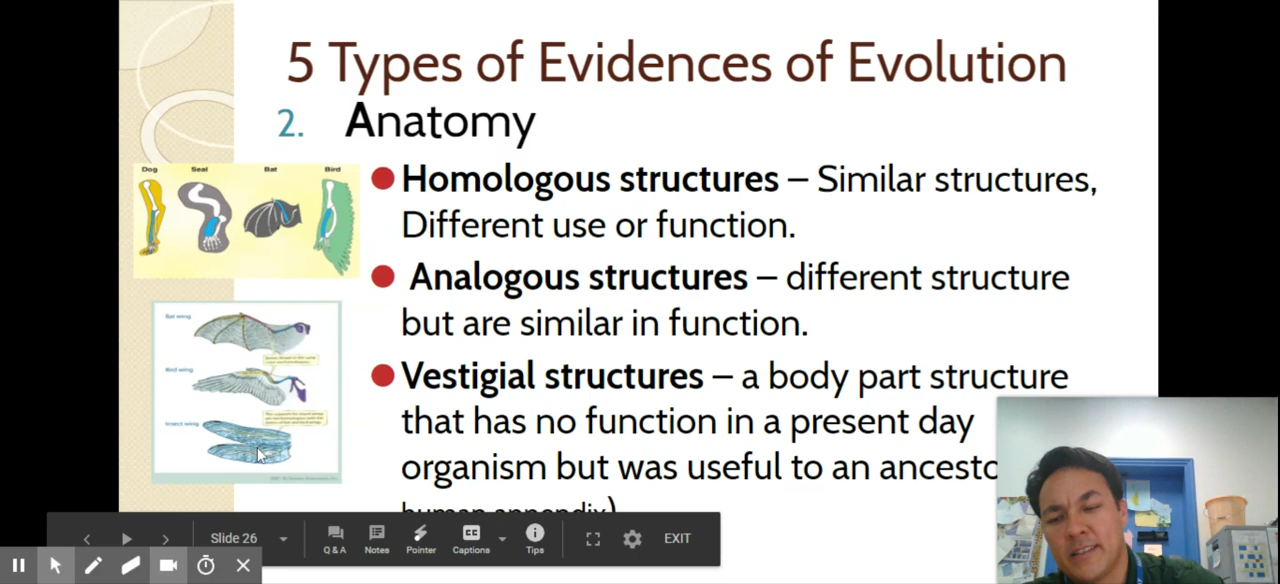 5 Types of Evidences of Evolution
2. Anatomy
Dog Seal Bat Bird
Homologous structures – Similar structures,
Different use or function.
Analogous structures – different structure
but are similar in function.
Bat wing
Bird wing
Insect wing
Vestigial structures – a body part structure
that has no function in a present day
organism but was useful to an ancesto
human appendix)
Slide 26
Q & A Notes Pointer Captions Tips EXIT